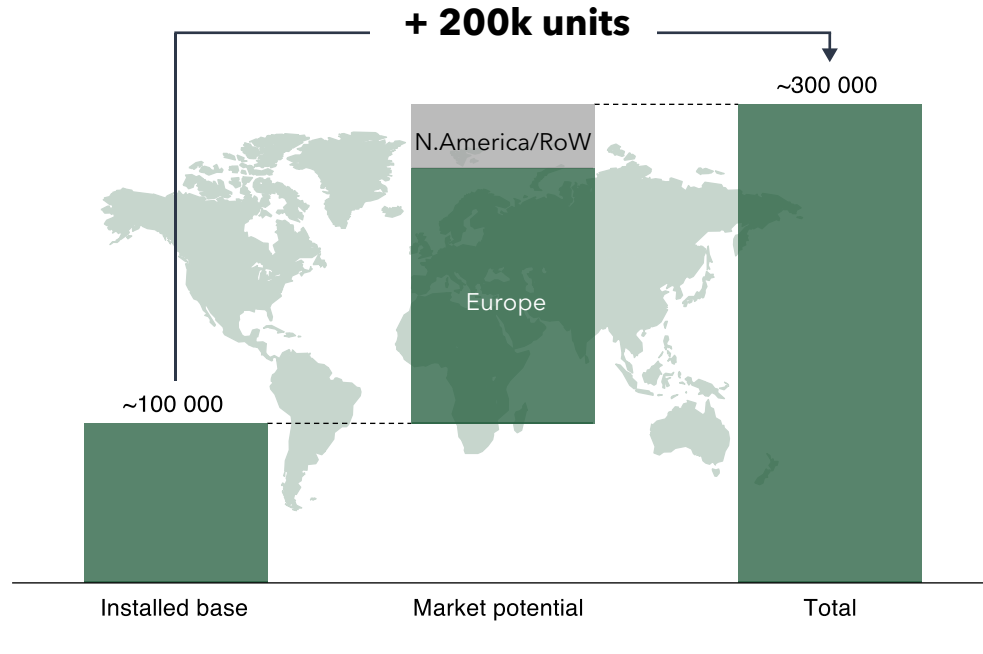 + 200k units
~300 000
N.America/RoW
Europe
~100 000
Installed base
Market potential
Total